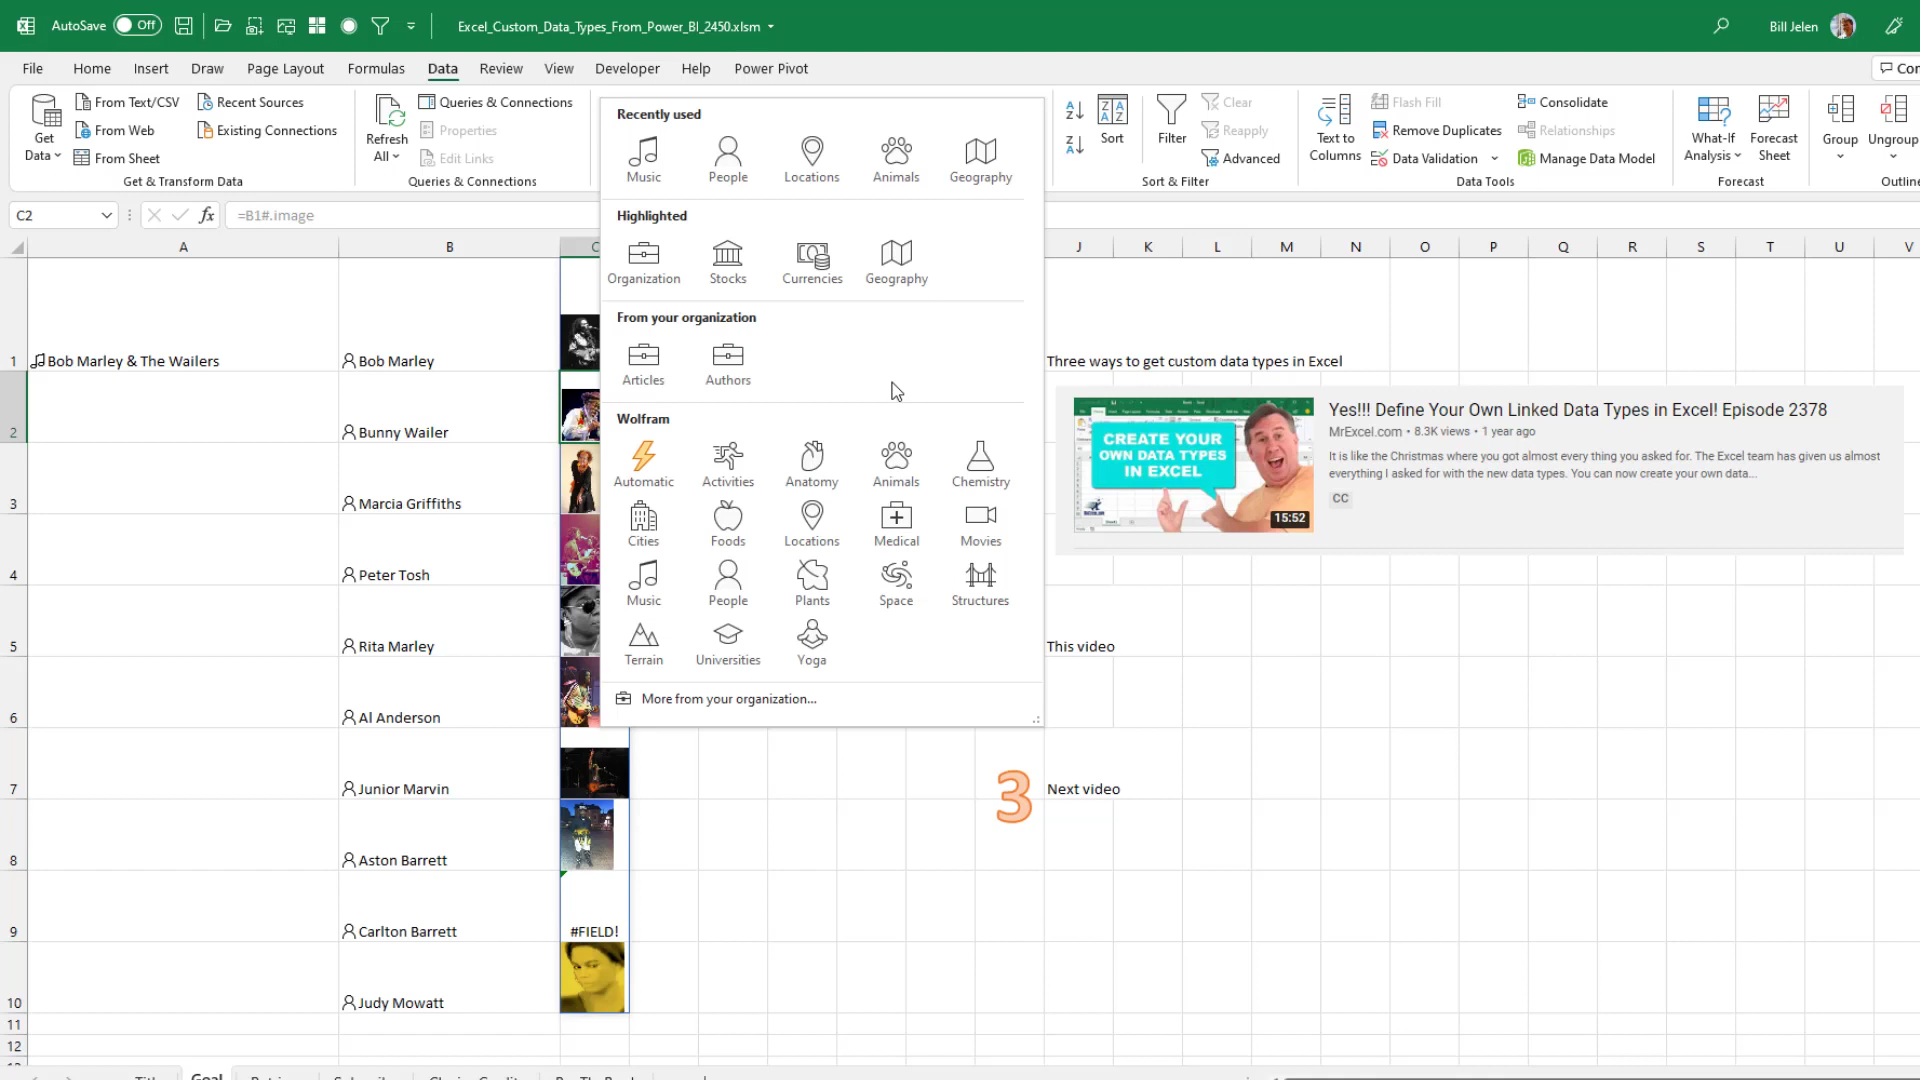 AutoSave Off Excel_Custom_Data_Types_From_Power_BI_2450.xlsm Bill Jelen
File Home Insert Draw Page Layout Formulas Data Review View Developer Help Power Pivot
Get Data
From Text/CSV
From Web
From Sheet
Recent Sources
Existing Connections
Get & Transform Data
Refresh All
Queries & Connections
Properties
Edit Links
Queries & Connections
Sort
Filter
Clear
Reapply
Advanced
Sort & Filter
Text to Columns
Flash Fill
Remove Duplicates
Data Validation
Consolidate
Relationships
Manage Data Model
Data Tools
What-If Analysis
Forecast Sheet
Forecast
Group
Ungroup
C2 fx =B1#.image
A B C J K L M N O P Q R S T U V
Recently used
Music People Locations Animals Geography
Highlighted
Organization Stocks Currencies Geography
From your organization
Articles Authors
Wolfram
Automatic Activities Anatomy Animals Chemistry
Cities Foods Locations Medical Movies
Music People Plants Space Structures
Terrain Universities Yoga
More from your organization...
1 Bob Marley & The Wailers Bob Marley Three ways to get custom data types in Excel
2 Bunny Wailer
3 Marcia Griffiths
4 Peter Tosh
5 Rita Marley This video
6 Al Anderson
7 Junior Marvin 3 Next video
8 Aston Barrett
9 Carlton Barrett #FIELD!
10 Judy Mowatt
11
12
CREATE YOUR
OWN DATA TYPES
IN EXCEL
15:52
Yes!!! Define Your Own Linked Data Types in Excel! Episode 2378
MrExcel.com • 8.3K views • 1 year ago
It is like the Christmas where you got almost every thing you asked for. The Excel team has given us almost
everything I asked for with the new data types. You can now create your own data...
CC
Goal